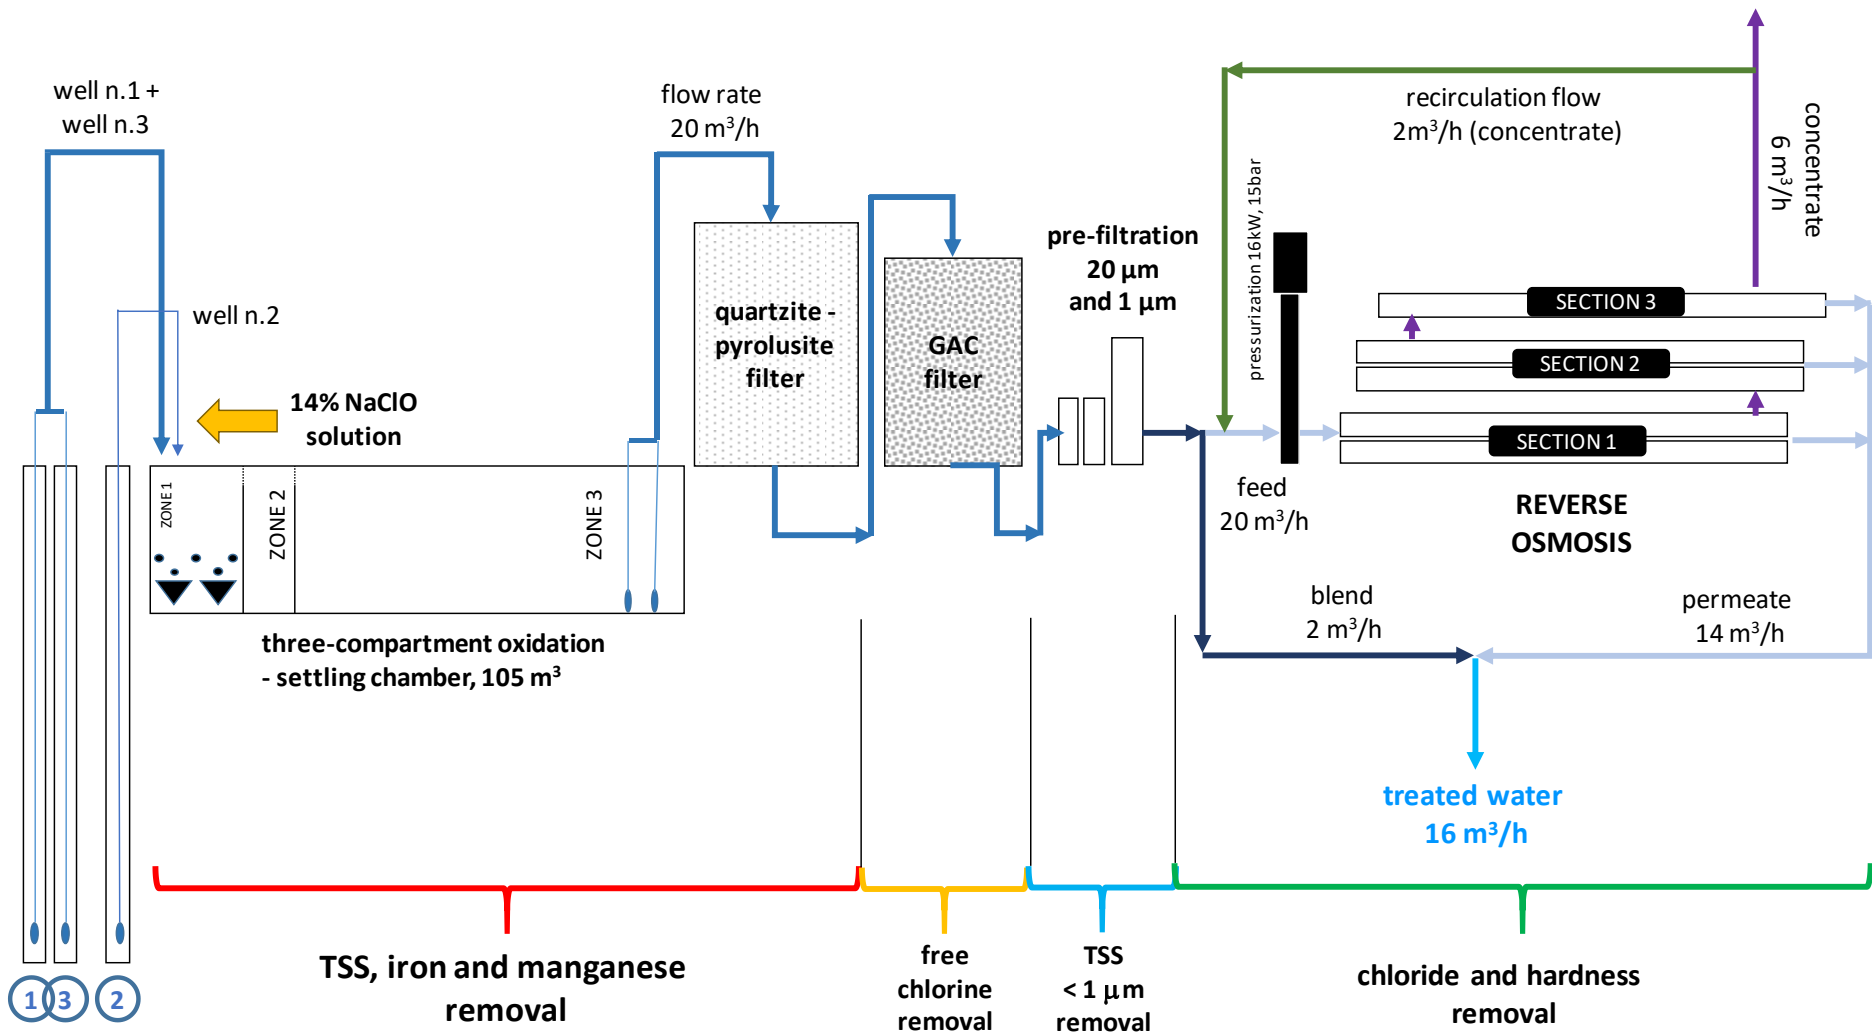 well n.1 +
well n.3
well n.2
14% NaClO
solution
ZONE 1
ZONE 2
ZONE 3
three-compartment oxidation
- settling chamber, 105 m³
flow rate
20 m³/h
quartzite -
pyrolusite
filter
GAC
filter
pre-filtration
20 µm
and 1 µm
pressurization 16kW, 15bar
recirculation flow
2m³/h (concentrate)
concentrate
6 m³/h
SECTION 3
SECTION 2
SECTION 1
feed
20 m³/h
REVERSE
OSMOSIS
blend
2 m³/h
permeate
14 m³/h
treated water
16 m³/h
1
3
2
TSS, iron and manganese
removal
free
chlorine
removal
TSS
< 1 µm
removal
chloride and hardness
removal